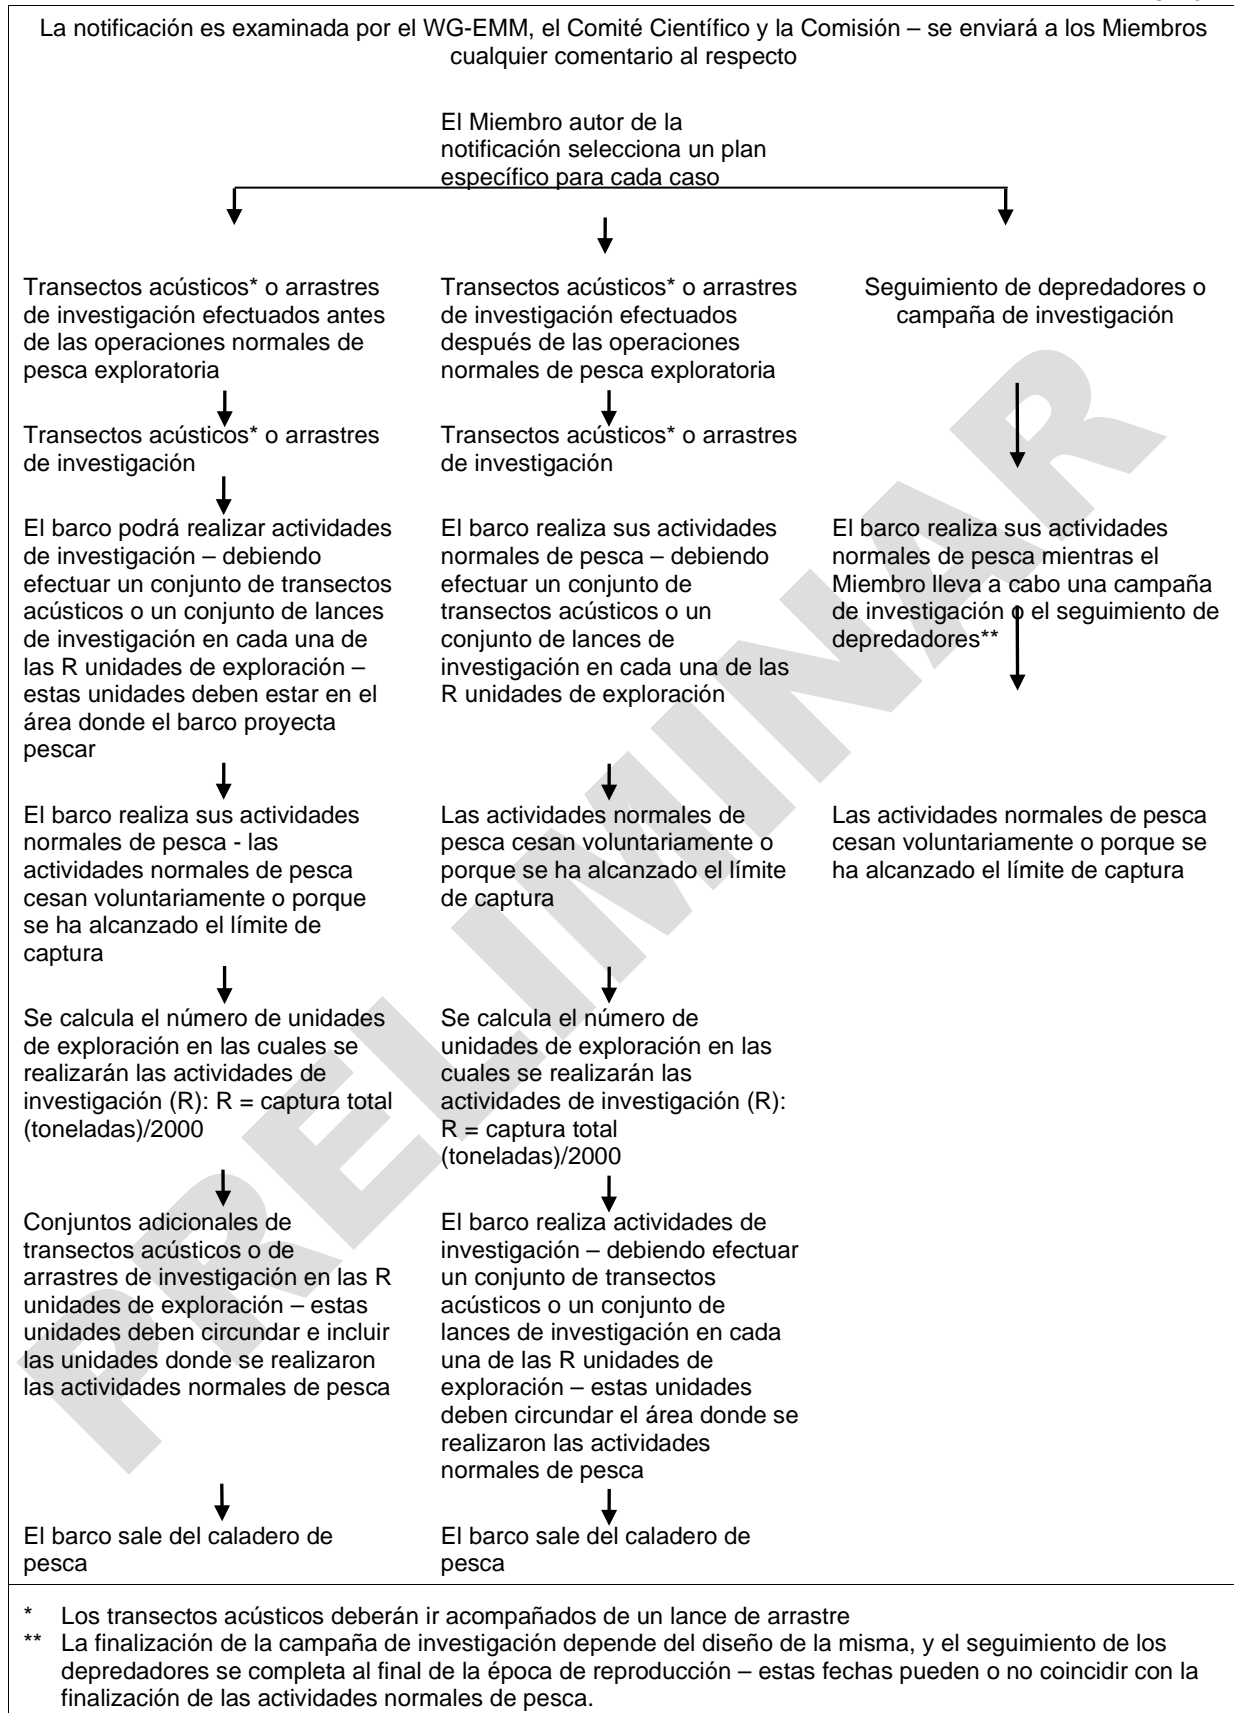 La notificación es examinada por el WG-EMM, el Comité Científico y la Comisión – se enviará a los Miembros
cualquier comentario al respecto
El Miembro autor de la
notificación selecciona un plan
específico para cada caso
Transectos acústicos* o arrastres
de investigación efectuados antes
de las operaciones normales de
pesca exploratoria
Transectos acústicos* o arrastres
de investigación
El barco podrá realizar actividades
de investigación – debiendo
efectuar un conjunto de transectos
acústicos o un conjunto de lances
de investigación en cada una de
las R unidades de exploración –
estas unidades deben estar en el
área donde el barco proyecta
pescar
El barco realiza sus actividades
normales de pesca - las
actividades normales de pesca
cesan voluntariamente o porque
se ha alcanzado el límite de
captura
Se calcula el número de unidades
de exploración en las cuales se
realizarán las actividades de
investigación (R): R = captura total
(toneladas)/2000
Conjuntos adicionales de
transectos acústicos o de
arrastres de investigación en las R
unidades de exploración – estas
unidades deben circundar e incluir
las unidades donde se realizaron
las actividades normales de pesca
El barco sale del caladero de
pesca
Transectos acústicos* o arrastres
de investigación efectuados
después de las operaciones
normales de pesca exploratoria
Transectos acústicos* o arrastres
de investigación
El barco realiza sus actividades
normales de pesca – debiendo
efectuar un conjunto de
transectos acústicos o un
conjunto de lances de
investigación en cada una de las
R unidades de exploración
Las actividades normales de
pesca cesan voluntariamente o
porque se ha alcanzado el límite
de captura
Se calcula el número de
unidades de exploración en las
cuales se realizarán las
actividades de investigación (R):
R = captura total
(toneladas)/2000
El barco realiza actividades de
investigación – debiendo efectuar
un conjunto de transectos
acústicos o un conjunto de
lances de investigación en cada
una de las R unidades de
exploración – estas unidades
deben circundar el área donde se
realizaron las actividades
normales de pesca
El barco sale del caladero de
pesca
Seguimiento de depredadores o
campaña de investigación
El barco realiza sus actividades
normales de pesca mientras el
Miembro lleva a cabo una campaña
de investigación o el seguimiento de
depredadores**
Las actividades normales de pesca
cesan voluntariamente o porque se
ha alcanzado el límite de captura
* Los transectos acústicos deberán ir acompañados de un lance de arrastre
** La finalización de la campaña de investigación depende del diseño de la misma, y el seguimiento de los
depredadores se completa al final de la época de reproducción – estas fechas pueden o no coincidir con la
finalización de las actividades normales de pesca.
PRELIMINAR